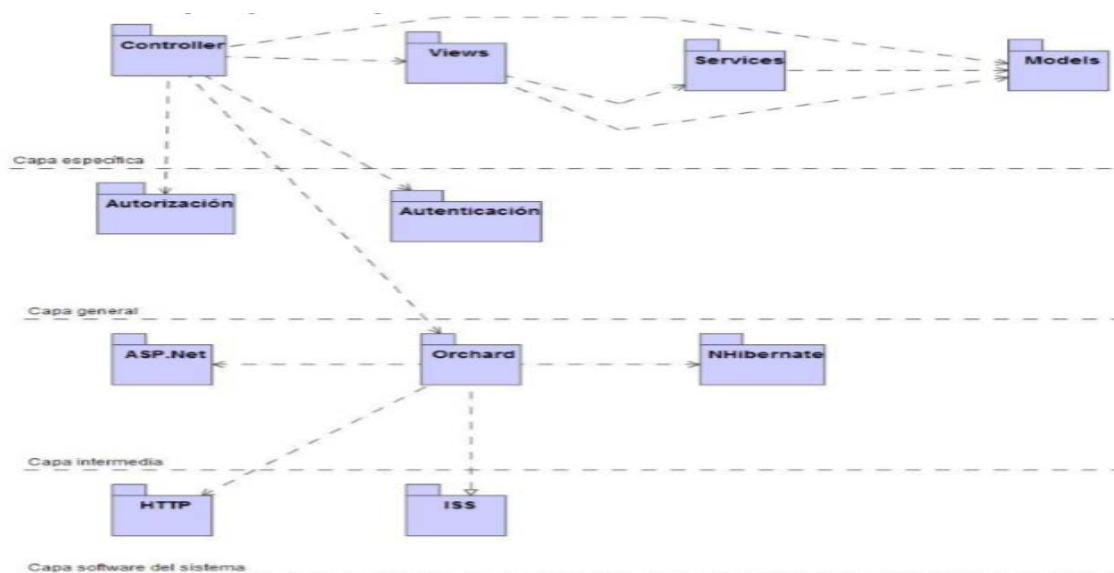 Controller
Views
Services
Models
Capa específica
Autorización
Autenticación
Capa general
ASP.Net
Orchard
NHibernate
Capa intermedia
HTTP
ISS
Capa software del sistema